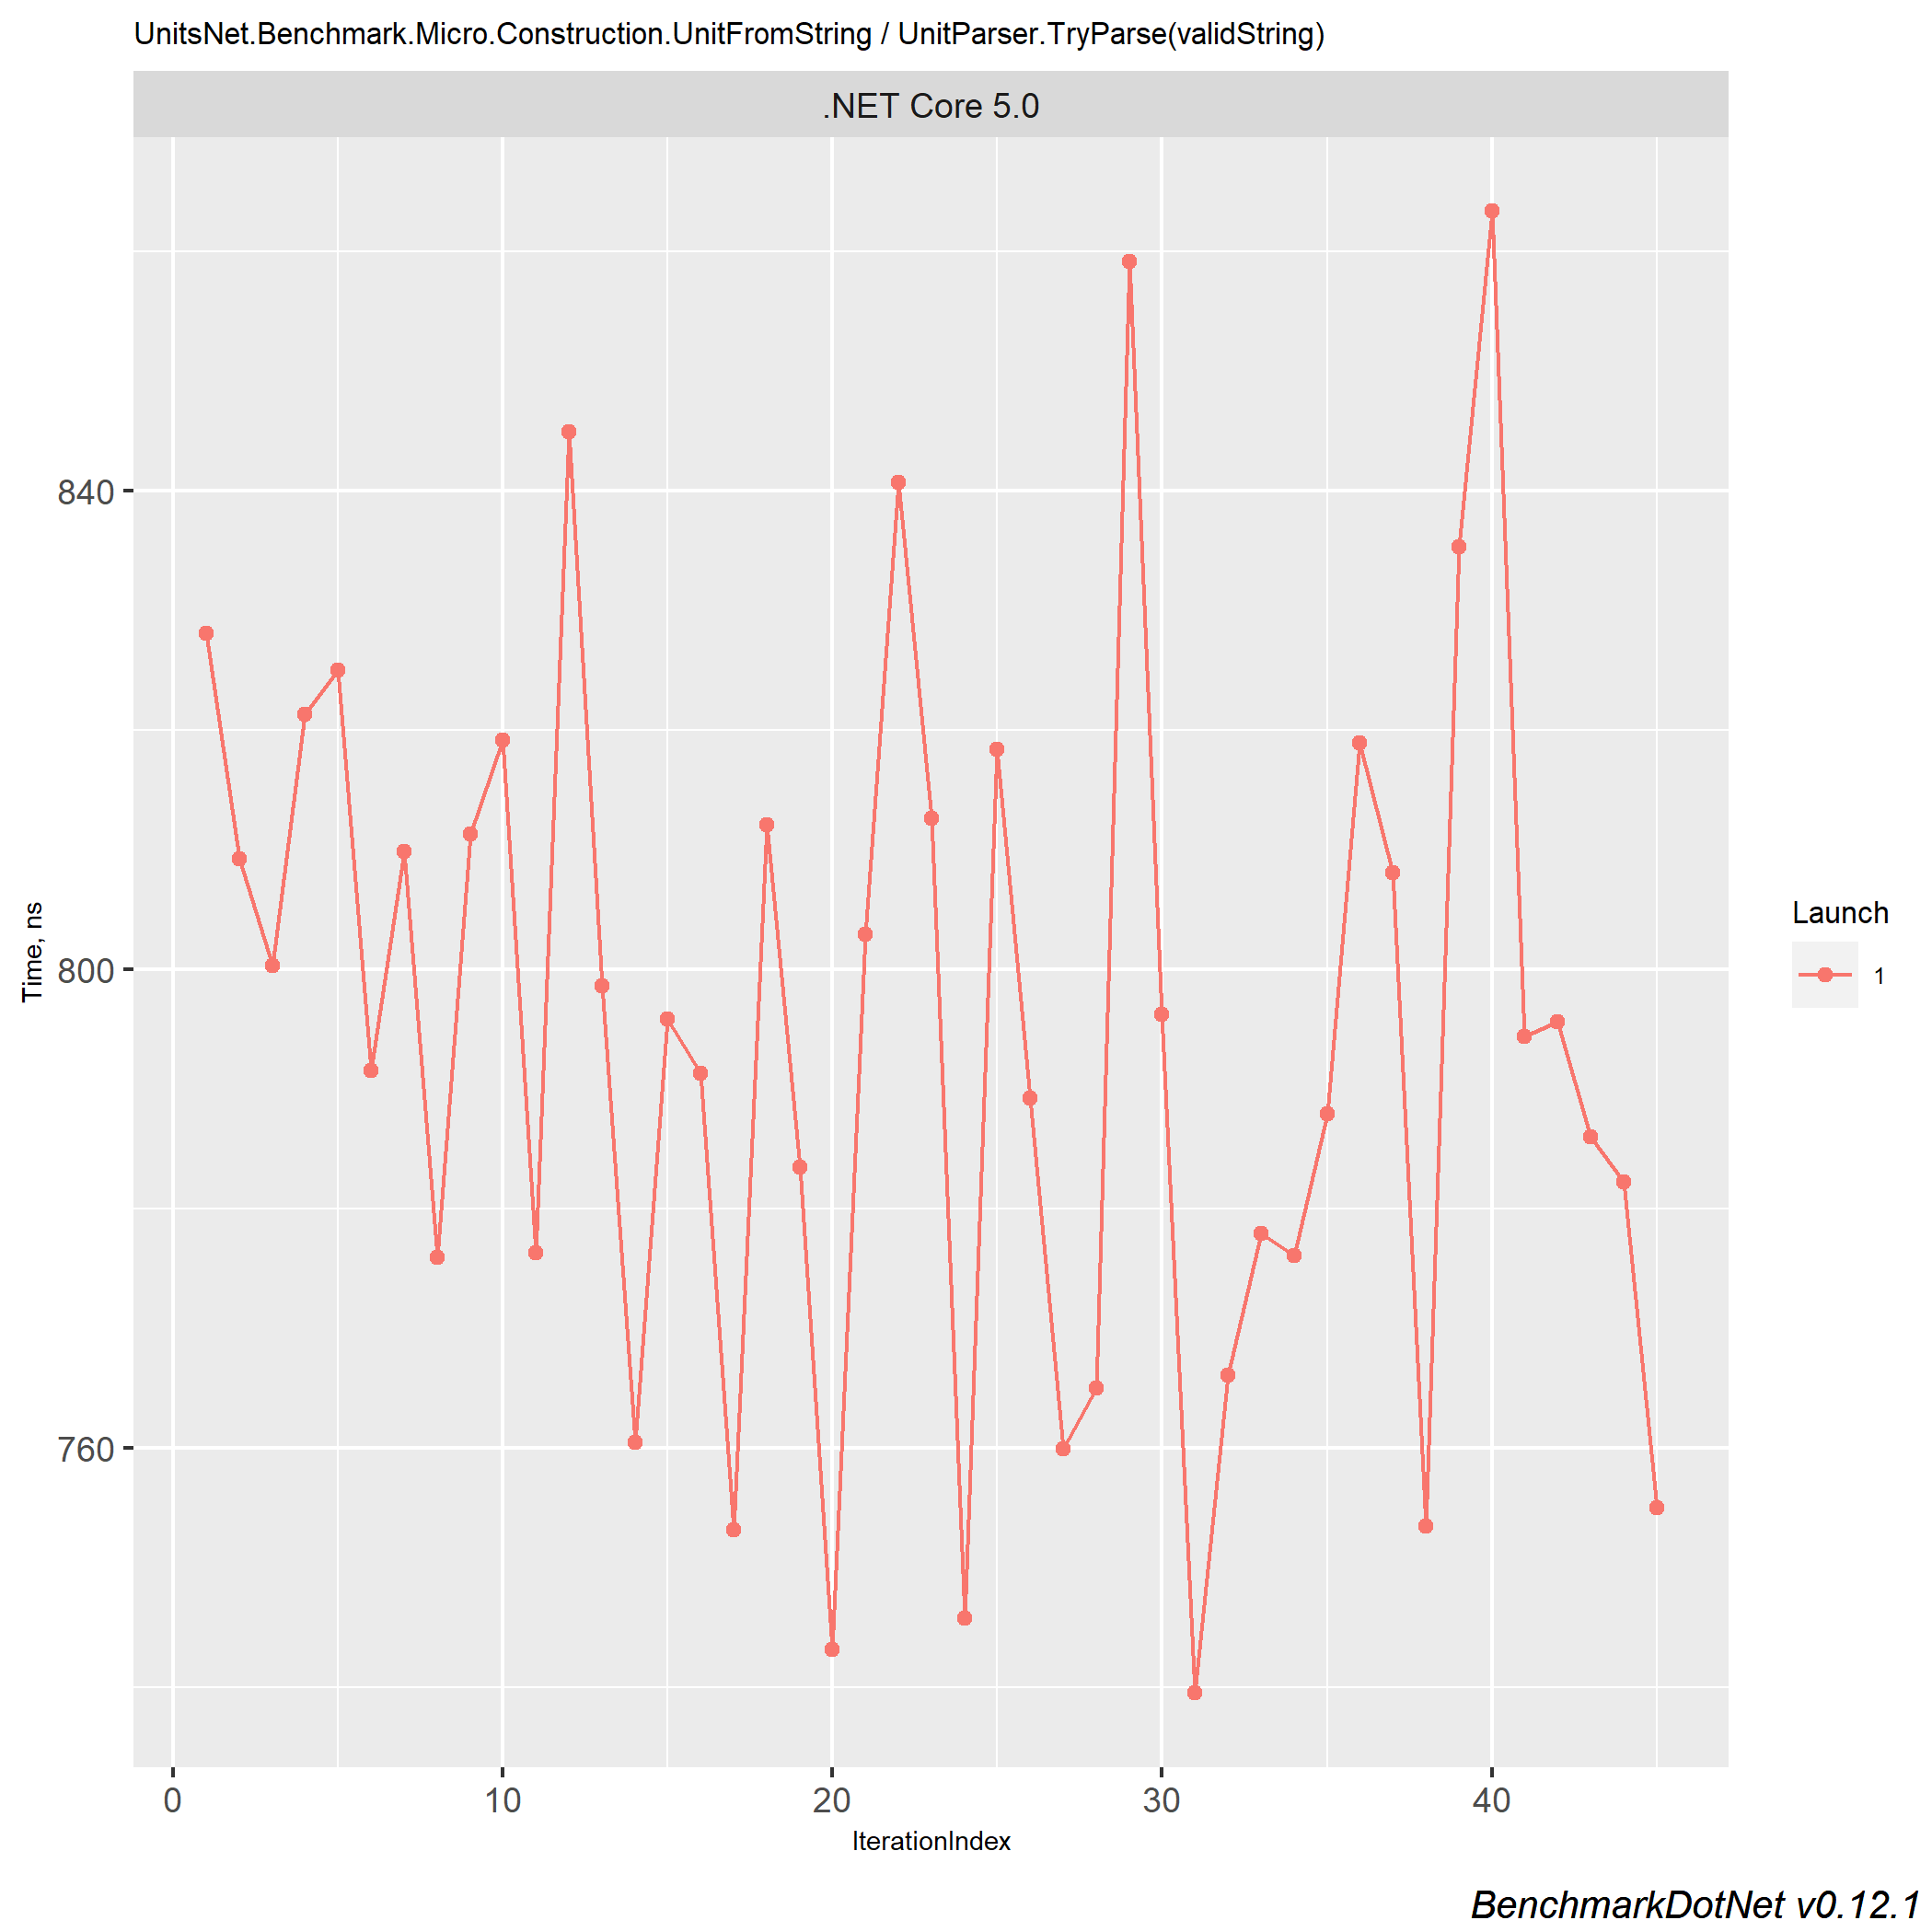 UnitsNet.Benchmark.Micro.Construction.UnitFromString / UnitParser.TryParse(validString)
.NET Core 5.0
840
800
760
Time, ns
0 10 20 30 40
IterationIndex
Launch
1
BenchmarkDotNet v0.12.1